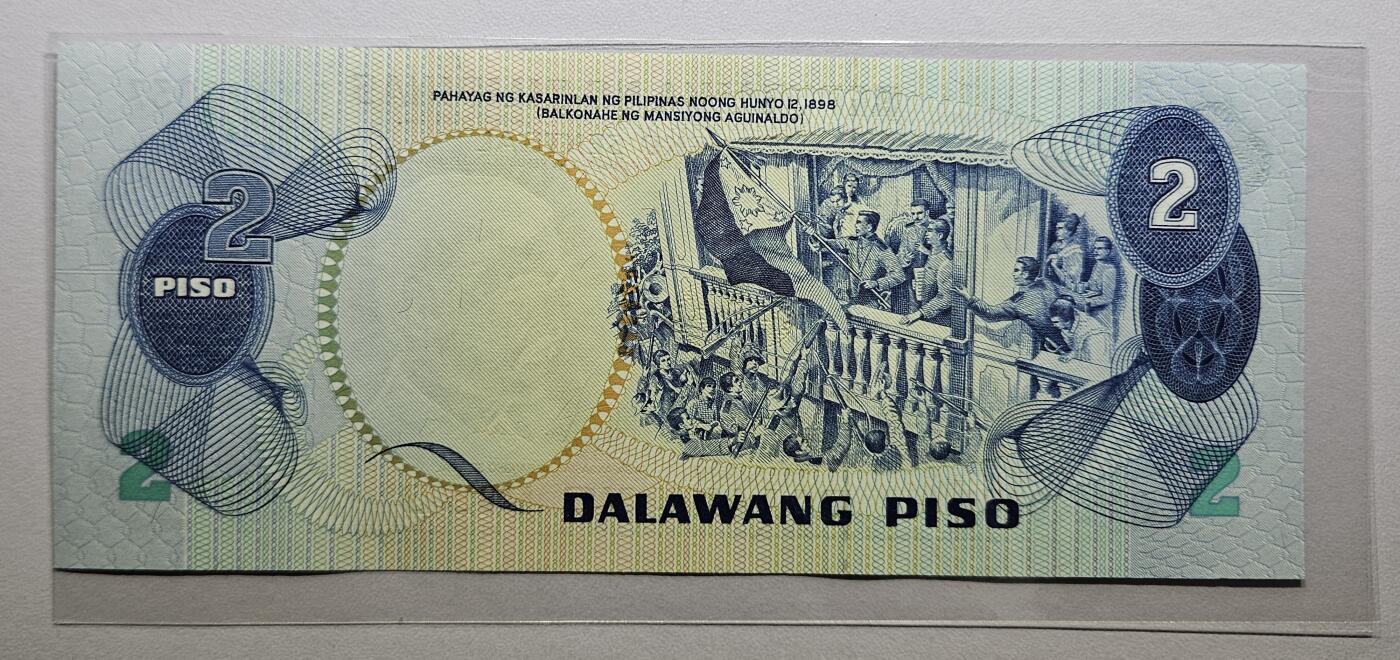 PAHAYAG NG KASARINLAN NG PILIPINAS NOONG HUNYO 12, 1898
(BALKONAHE NG MANSIYONG AGUINALDO)
2
PISO
2
2
2
DALAWANG PISO